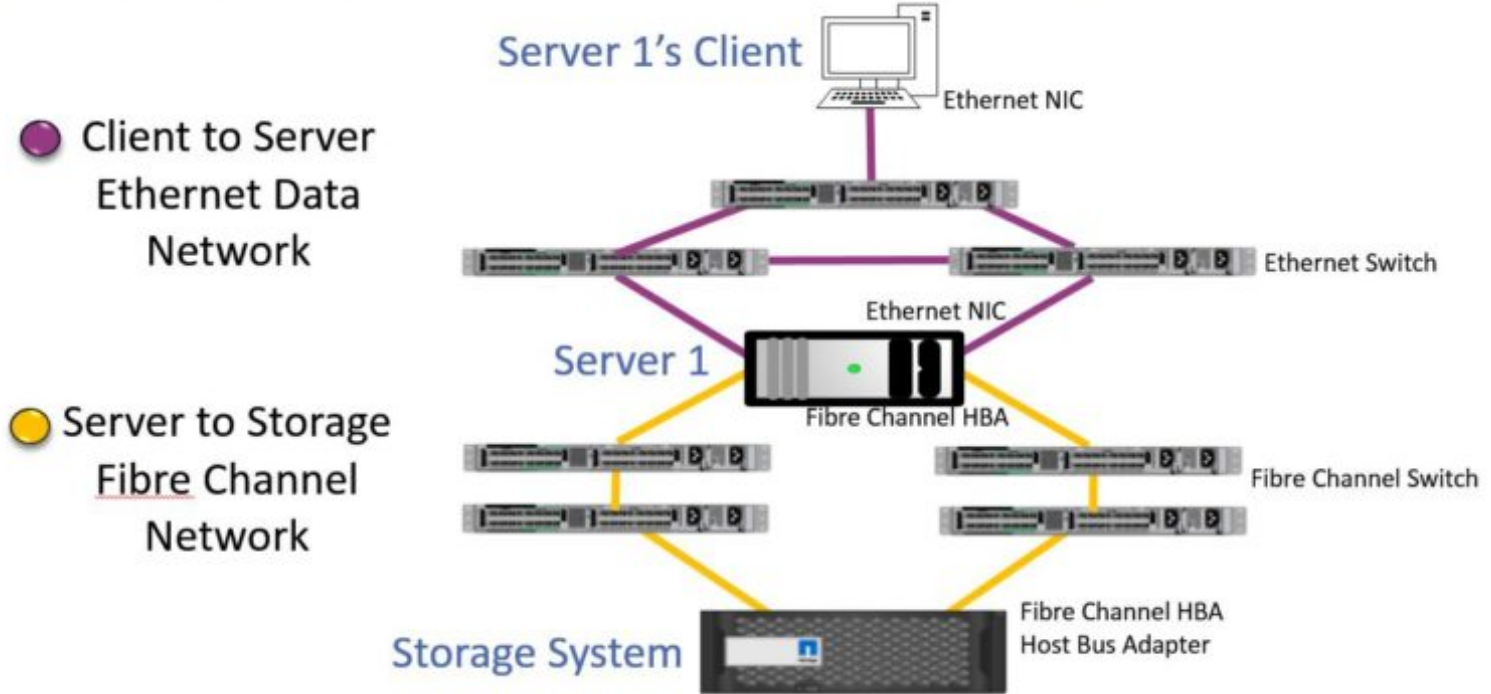 Server 1's Client
Ethernet NIC
Client to Server
Ethernet Data
Network
Ethernet Switch
Ethernet NIC
Server 1
Fibre Channel HBA
Server to Storage
Fibre Channel
Network
Fibre Channel Switch
Storage System
Fibre Channel HBA
Host Bus Adapter